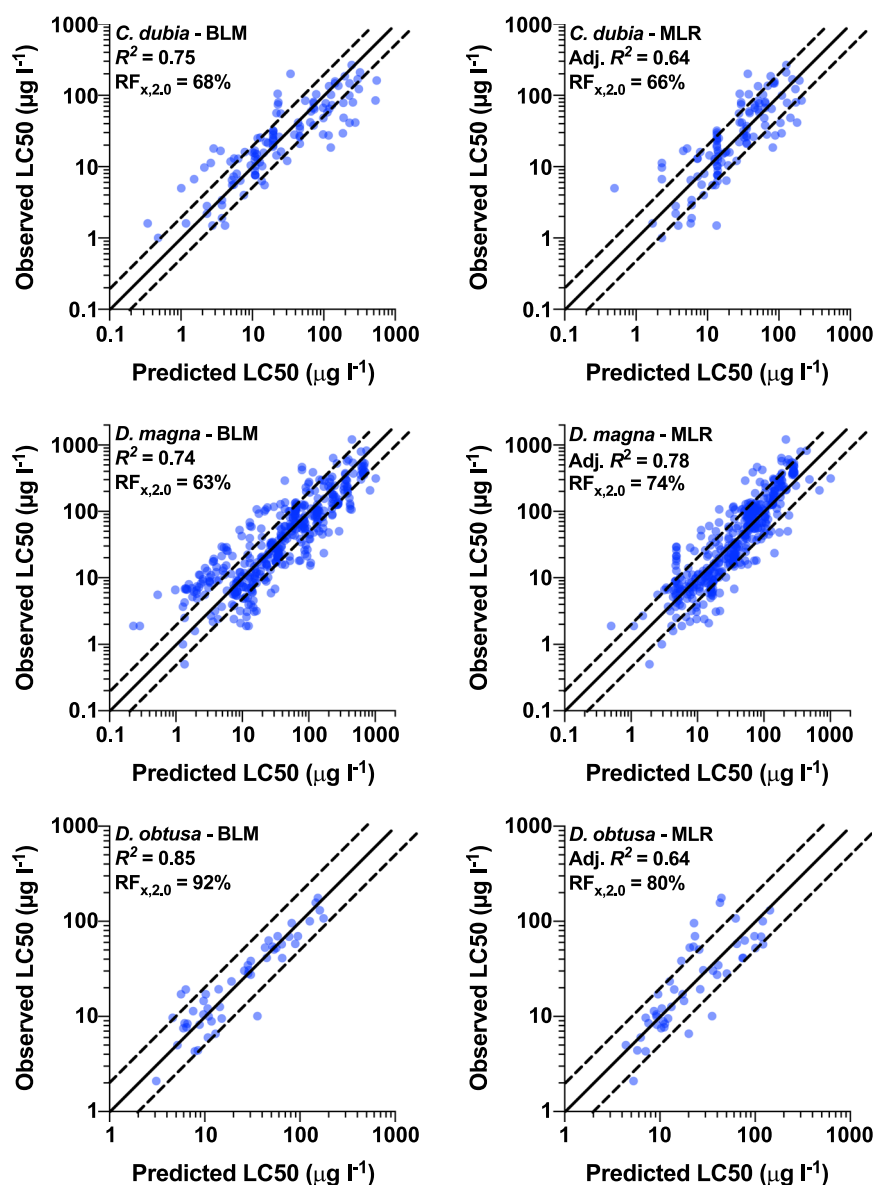 C. dubia - BLM
R² = 0.75
RFx,2.0 = 68%
Observed LC50 (µg l-1)
1000
100
10
1
0.1
0.1 1 10 100 1000
Predicted LC50 (µg l-1)
C. dubia - MLR
Adj. R² = 0.64
RFx,2.0 = 66%
Observed LC50 (µg l-1)
1000
100
10
1
0.1
0.1 1 10 100 1000
Predicted LC50 (µg l-1)
D. magna - BLM
R² = 0.74
RFx,2.0 = 63%
Observed LC50 (µg l-1)
1000
100
10
1
0.1
0.1 1 10 100 1000
Predicted LC50 (µg l-1)
D. magna - MLR
Adj. R² = 0.78
RFx,2.0 = 74%
Observed LC50 (µg l-1)
1000
100
10
1
0.1
0.1 1 10 100 1000
Predicted LC50 (µg l-1)
D. obtusa - BLM
R² = 0.85
RFx,2.0 = 92%
Observed LC50 (µg l-1)
1000
100
10
1
1 10 100 1000
Predicted LC50 (µg l-1)
D. obtusa - MLR
Adj. R² = 0.64
RFx,2.0 = 80%
Observed LC50 (µg l-1)
1000
100
10
1
1 10 100 1000
Predicted LC50 (µg l-1)